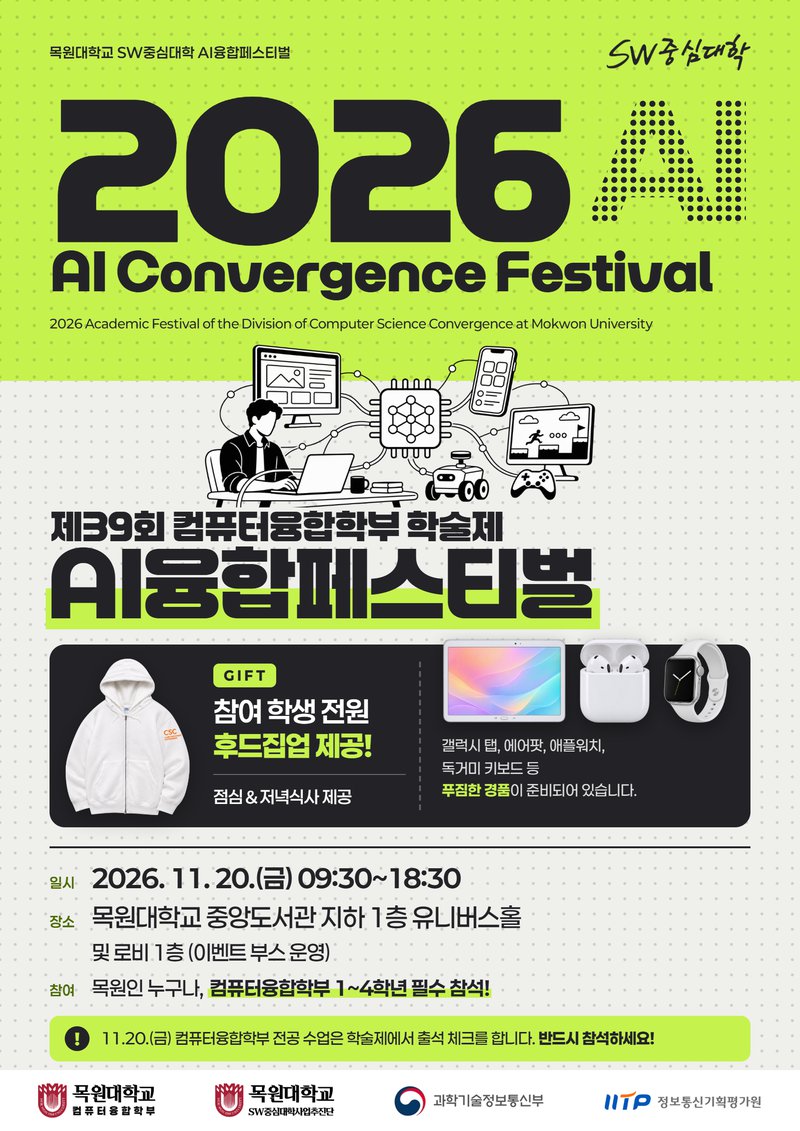 목원대학교 SW중심대학 AI융합페스티벌
SW중심대학
2026 AI
AI Convergence Festival
2026 Academic Festival of the Division of Computer Science Convergence at Mokwon University
제39회 컴퓨터융합학부 학술제
AI융합페스티벌
CSC
GIFT
참여 학생 전원
후드집업 제공!
점심 & 저녁식사 제공
갤럭시 탭, 에어팟, 애플워치,
독거미 키보드 등
푸짐한 경품이 준비되어 있습니다.
일시 2026. 11. 20.(금) 09:30~18:30
장소 목원대학교 중앙도서관 지하 1층 유니버스홀
및 로비 1층 (이벤트 부스 운영)
참여 목원인 누구나, 컴퓨터융합학부 1~4학년 필수 참석!
! 11.20.(금) 컴퓨터융합학부 전공 수업은 학술제에서 출석 체크를 합니다. 반드시 참석하세요!
목원대학교
컴퓨터융합학부
목원대학교
SW중심대학사업추진단
과학기술정보통신부
IITP 정보통신기획평가원